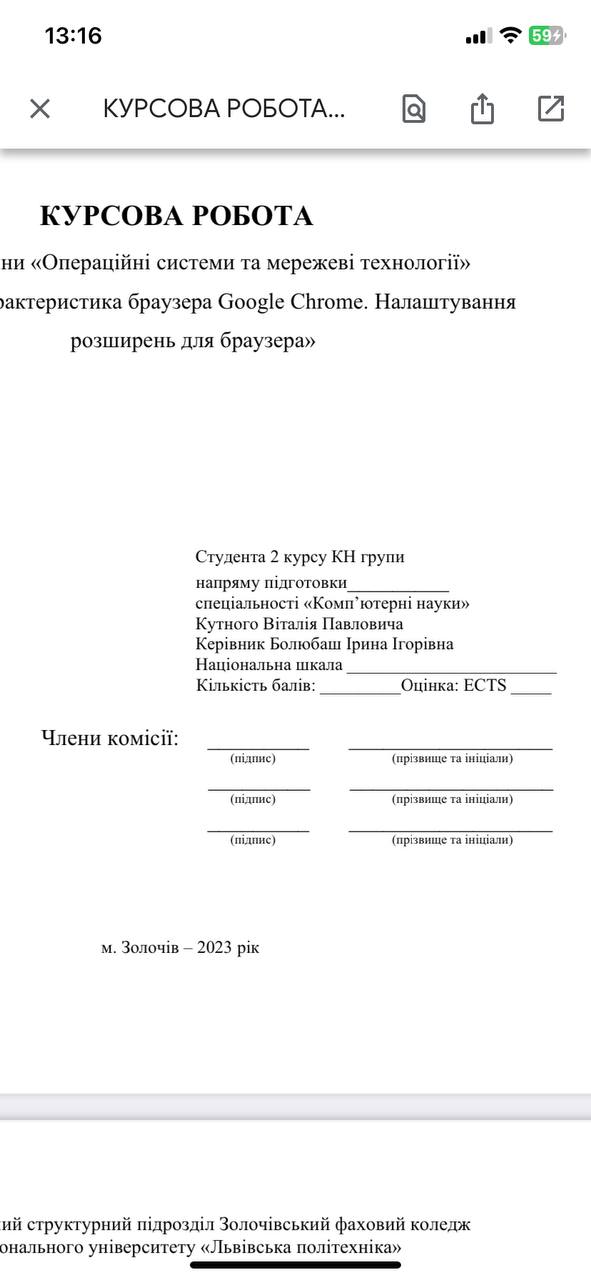 13:16
59
КУРСОВА РОБОТА...
КУРСОВА РОБОТА
ни «Операційні системи та мережеві технології»
рактеристика браузера Google Chrome. Налаштування
розширень для браузера»
Студента 2 курсу КН групи
напряму підготовки____________
спеціальності «Комп’ютерні науки»
Кутного Віталія Павловича
Керівник Болюбаш Ірина Ігорівна
Національна шкала ________________________
Кількість балів: _________Оцінка: ECTS _____
Члени комісії: ____________ ________________________
(підпис) (прізвище та ініціали)
____________ ________________________
(підпис) (прізвище та ініціали)
____________ ________________________
(підпис) (прізвище та ініціали)
м. Золочів – 2023 рік
ий структурний підрозділ Золочівський фаховий коледж
онального університету «Львівська політехніка»